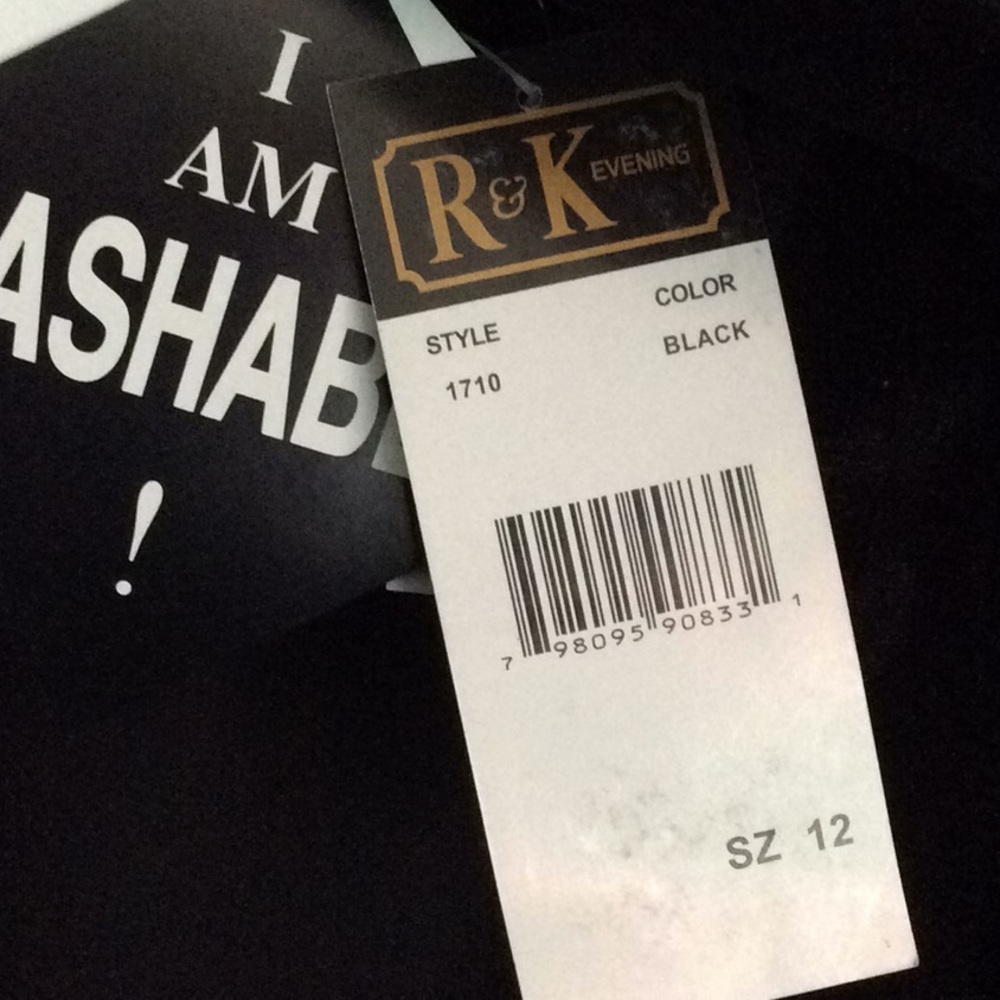 I
AM
ASHAB
!
R&K EVENING
STYLE
COLOR
1710
BLACK
7 98095 90833 1
SZ 12